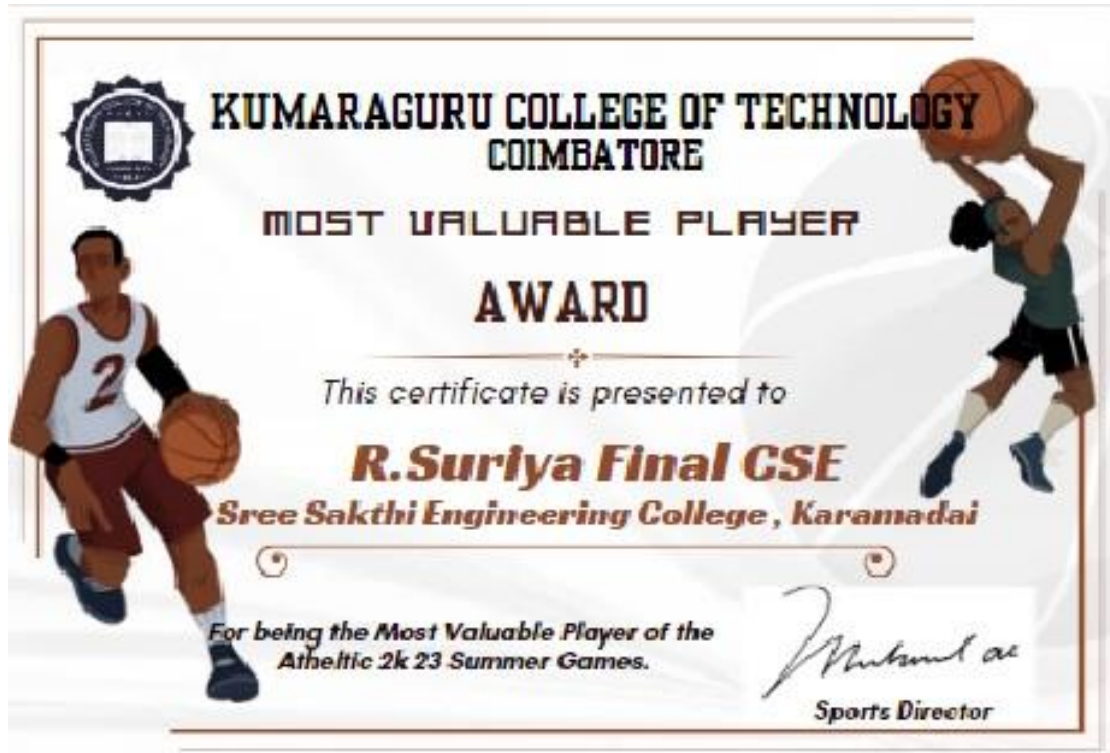 KUMARAGURU COLLEGE OF TECHNOLOGY
COIMBATORE
MOST VALUABLE PLAYER
AWARD
This certificate is presented to
R.Suriya Final CSE
Sree Sakthi Engineering College , Karamadai
2
For being the Most Valuable Player of the
Atheltic 2k 23 Summer Games.
Sports Director